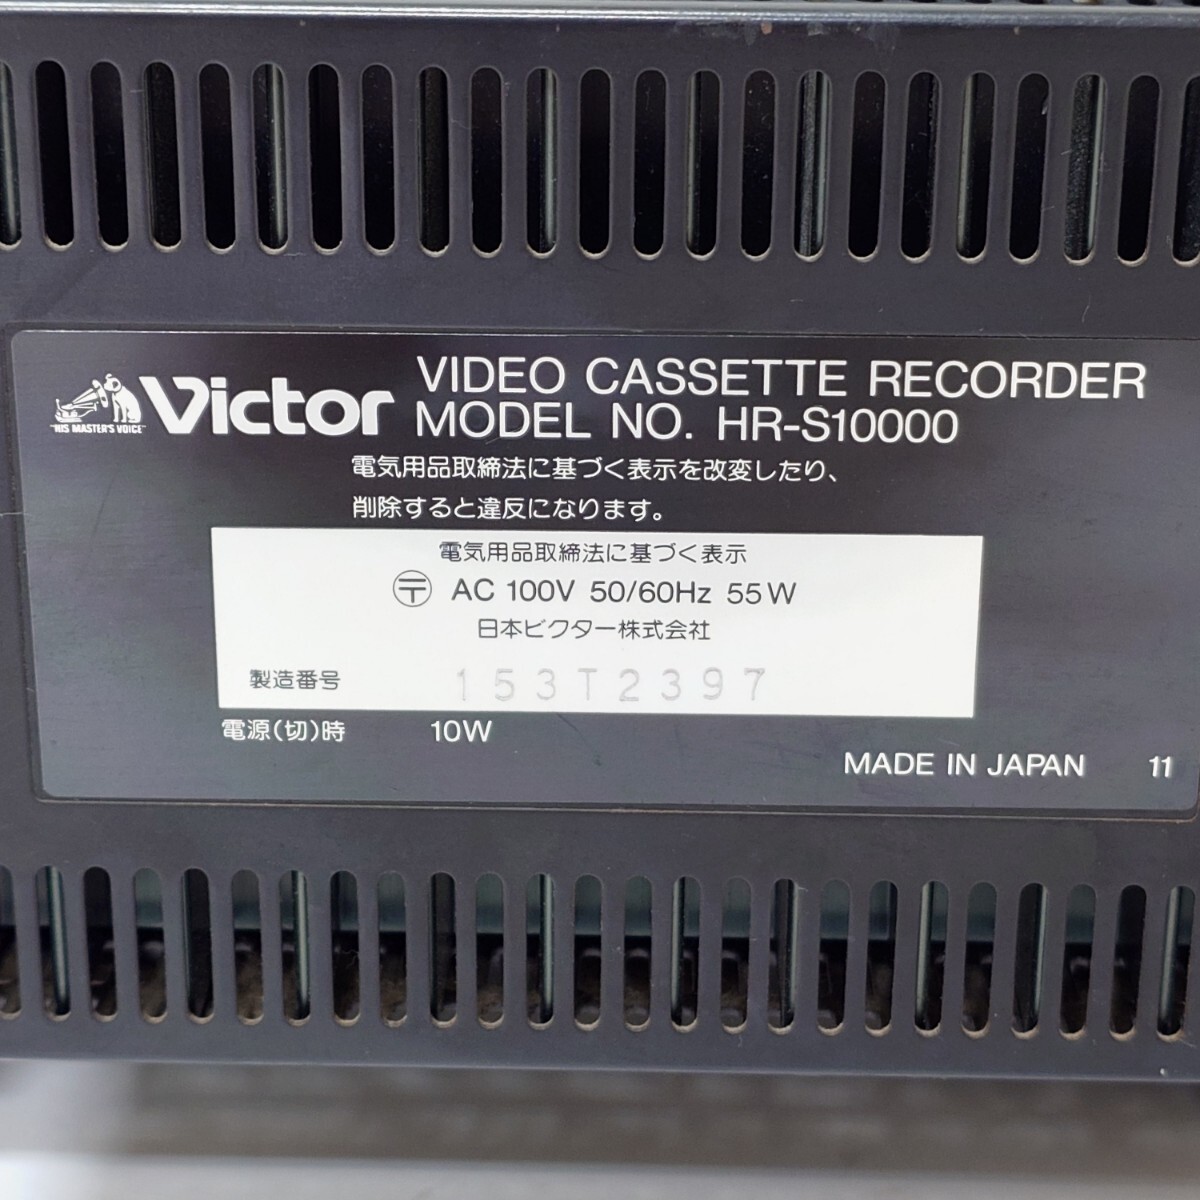 "HIS MASTER'S VOICE"
Victor
VIDEO CASSETTE RECORDER
MODEL NO. HR-S10000
電気用品取締法に基づく表示を改変したり、
削除すると違反になります。
電気用品取締法に基づく表示
〒 AC 100V 50/60Hz 55W
日本ビクター株式会社
製造番号 153T2397
電源(切)時 10W
MADE IN JAPAN 11